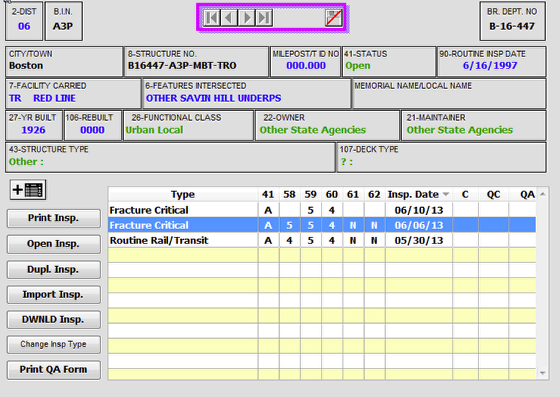 2-DIST B.I.N. BR. DEPT. NO
06 A3P B-16-447
CITY/TOWN 8-STRUCTURE NO. MILEPOST/T ID NO 41-STATUS 90-ROUTINE INSP DATE
Boston B16447-A3P-MBT-TRO 000.000 Open 6/16/1997
7-FACILITY CARRIED 6-FEATURES INTERSECTED MEMORIAL NAME/LOCAL NAME
TR RED LINE OTHER SAVIN HILL UNDERPS
27-YR BUILT 106-REBUILT 26-FUNCTIONAL CLASS 22-OWNER 21-MAINTAINER
1926 0000 Urban Local Other State Agencies Other State Agencies
43-STRUCTURE TYPE 107-DECK TYPE
Other : ? :
Type 41 58 59 60 61 62 Insp. Date C QC QA
Fracture Critical A 5 4 06/10/13
Fracture Critical A 5 5 4 N N 06/06/13
Routine Rail/Transit A 4 5 4 N N 05/30/13
Print Insp.
Open Insp.
Dupl. Insp.
Import Insp.
DWNLD Insp.
Change Insp Type
Print QA Form